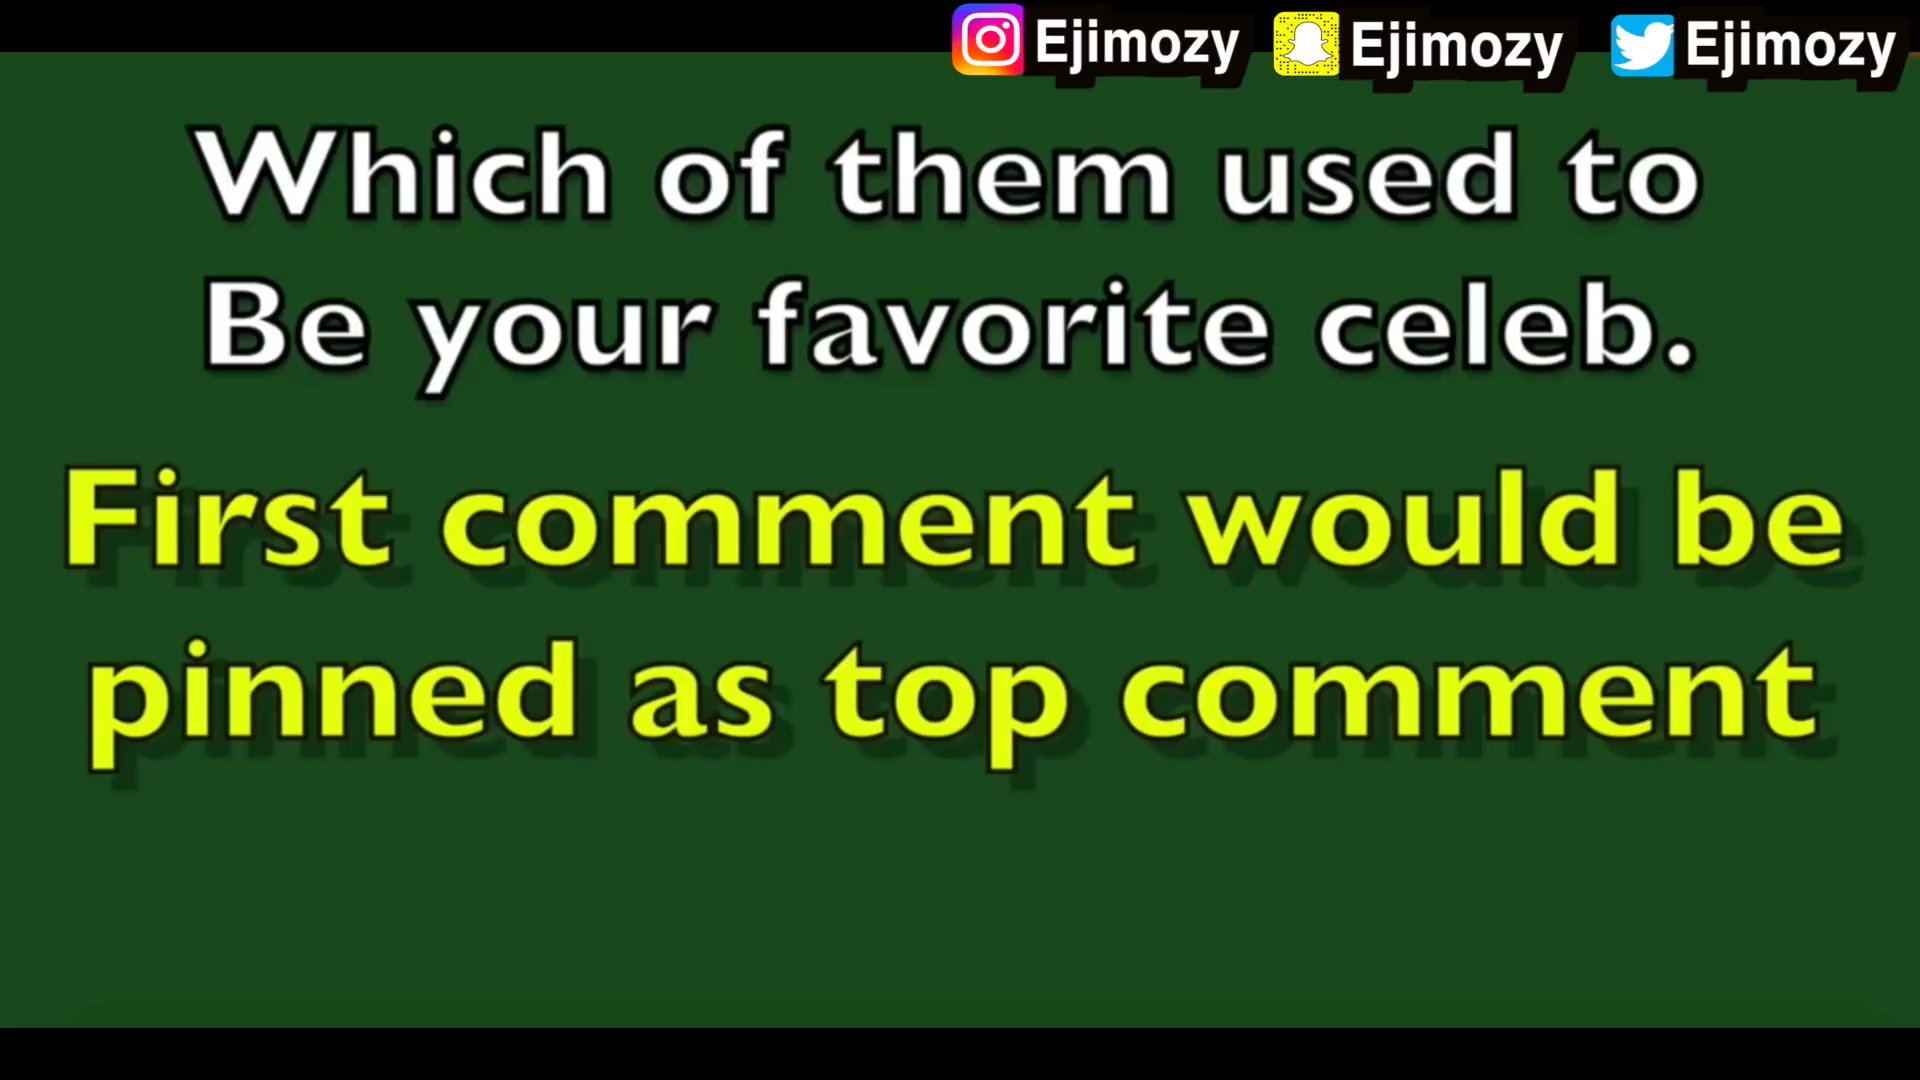 Ejimozy Ejimozy Ejimozy
Which of them used to
Be your favorite celeb.
First comment would be
pinned as top comment